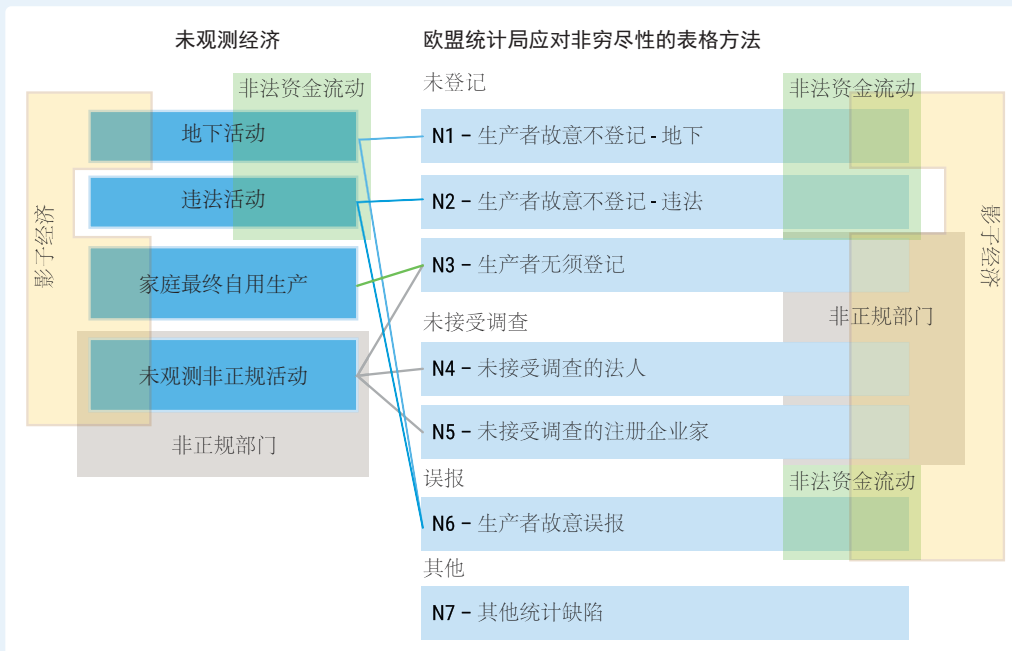 未观测经济
欧盟统计局应对非穷尽性的表格方法
非法资金流动
地下活动
违法活动
家庭最终自用生产
未观测非正规活动
非正规部门
影子经济
未登记
非法资金流动
N1 – 生产者故意不登记 - 地下
N2 – 生产者故意不登记 - 违法
N3 – 生产者无须登记
未接受调查
非正规部门
N4 – 未接受调查的法人
N5 – 未接受调查的注册企业家
误报
非法资金流动
N6 – 生产者故意误报
其他
N7 – 其他统计缺陷
影子经济